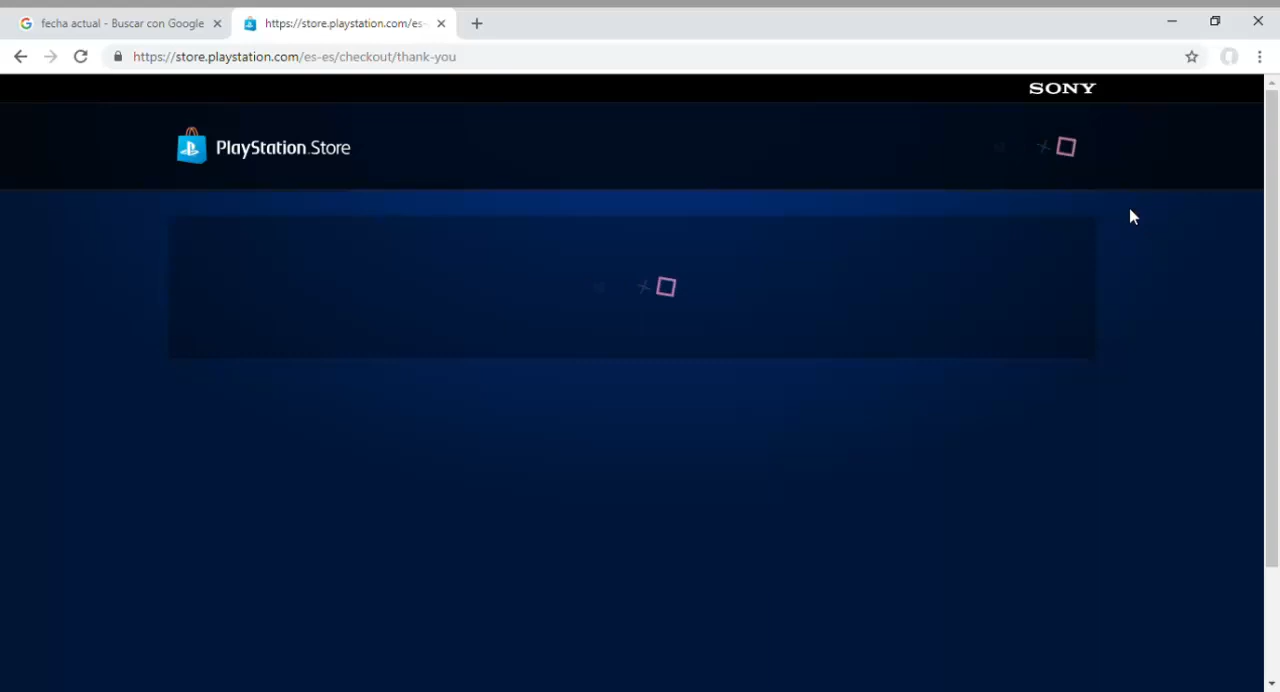 fecha actual - Buscar con Google
https://store.playstation.com/es-
https://store.playstation.com/es-es/checkout/thank-you
SONY
PlayStation.Store